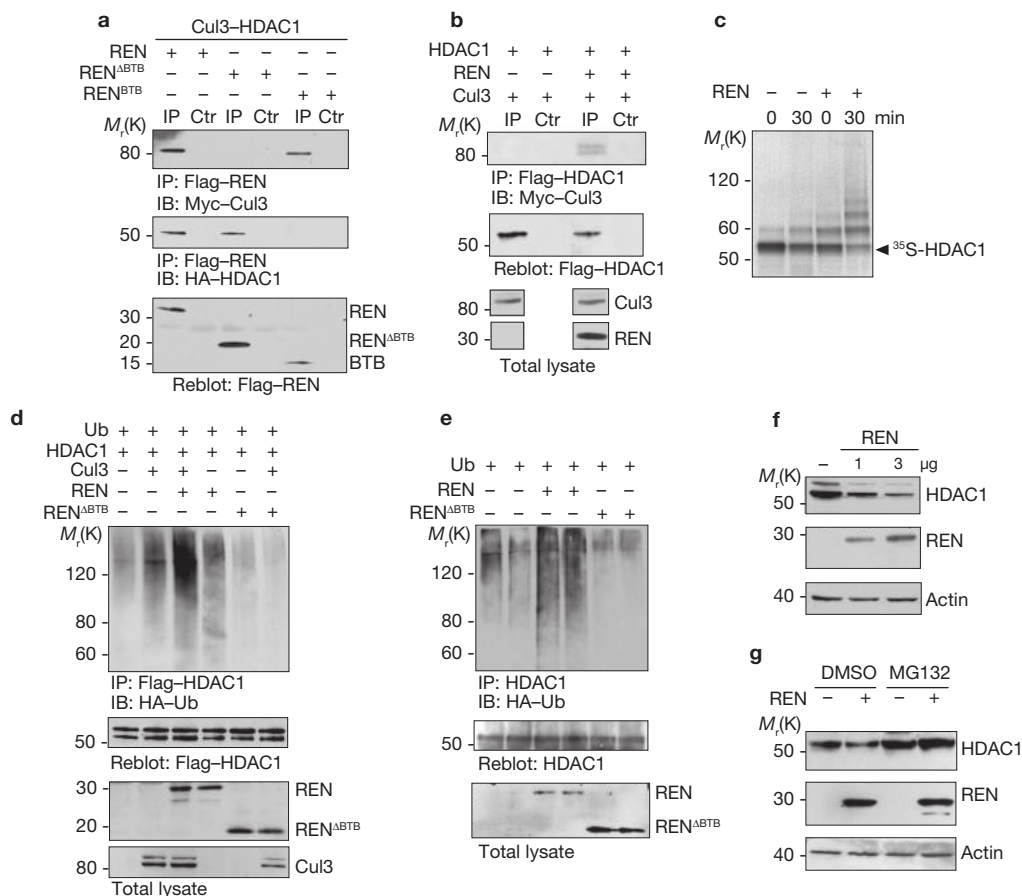 a
Cul3–HDAC1
REN + + – – – –
REN^ΔBTB – – + + – –
REN^BTB – – – – + +
IP Ctr IP Ctr IP Ctr
M_r(K)
80
IP: Flag–REN
IB: Myc–Cul3
50
IP: Flag–REN
IB: HA–HDAC1
30 REN
20 REN^ΔBTB
15 BTB
Reblot: Flag–REN
b
HDAC1 + + + +
REN – – + +
Cul3 + + + +
IP Ctr IP Ctr
M_r(K)
80
IP: Flag–HDAC1
IB: Myc–Cul3
50
Reblot: Flag–HDAC1
80 Cul3
30 REN
Total lysate
c
REN – – + +
0 30 0 30 min
M_r(K)
120
60
50 ◄ ³⁵S-HDAC1
d
Ub + + + + + +
HDAC1 + + + + + +
Cul3 – + + – – +
REN – – + + – –
REN^ΔBTB – – – – + +
M_r(K)
120
80
60
IP: Flag–HDAC1
IB: HA–Ub
50
Reblot: Flag–HDAC1
30 REN
20 REN^ΔBTB
80 Cul3
Total lysate
e
Ub + + + + + +
REN – – + + – –
REN^ΔBTB – – – – + +
M_r(K)
120
80
60
IP: HDAC1
IB: HA–Ub
50
Reblot: HDAC1
REN
REN^ΔBTB
Total lysate
f
REN
– 1 3 µg
M_r(K)
50 HDAC1
30 REN
40 Actin
g
DMSO MG132
REN – + – +
M_r(K)
50 HDAC1
30 REN
40 Actin